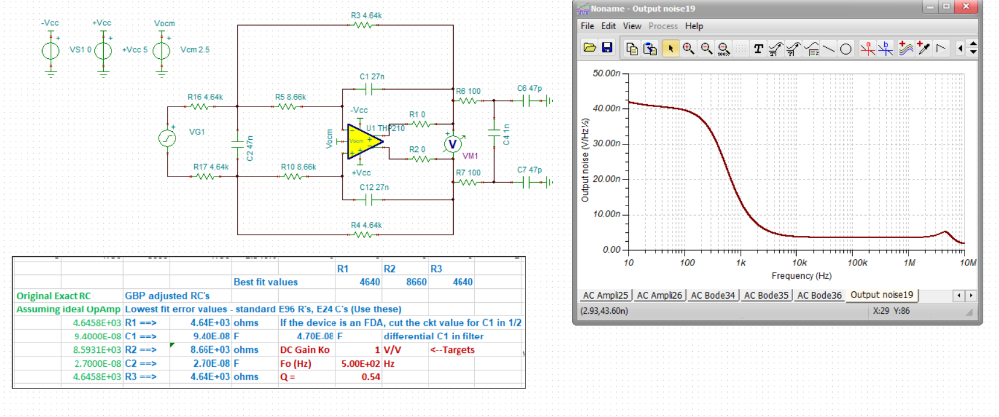 -Vcc
+Vcc
Vocm
VS1 0
+Vcc 5
Vcm 2.5
R3 4.64k
C1 27n
R16 4.64k
R5 8.66k
-Vcc
R6 100
C6 47p
R1 0
U1 THP210
VG1
Vocm
Vocm
C2 47n
V
C4 1n
R2 0
VM1
R17 4.64k
R10 8.66k
+Vcc
R7 100
C7 47p
C12 27n
R4 4.64k
Noname - Output noise19
File Edit View Process Help
100%
T
a
b
50.00n
40.00n
30.00n
20.00n
10.00n
0.00
Output noise (V/Hz½)
10 100 1k 10k 100k 1M 10M
Frequency (Hz)
AC Ampli25 AC Ampli26 AC Bode34 AC Bode35 AC Bode36 Output noise19
(2.93,43.60n)
X:29 Y:86
R1 R2 R3
Best fit values 4640 8660 4640
Original Exact RC GBP adjusted RC's
Assuming ideal OpAmp Lowest fit error values - standard E96 R's, E24 C's (Use these)
4.6458E+03 R1 ==> 4.64E+03 ohms If the device is an FDA, cut the ckt value for C1 in 1/2
9.4000E-08 C1 ==> 9.40E-08 F 4.70E-08 F differential C1 in filter
8.5931E+03 R2 ==> 8.66E+03 ohms DC Gain Ko 1 V/V <--Targets
2.7000E-08 C2 ==> 2.70E-08 F Fo (Hz) 5.00E+02 Hz
4.6458E+03 R3 ==> 4.64E+03 ohms Q = 0.54